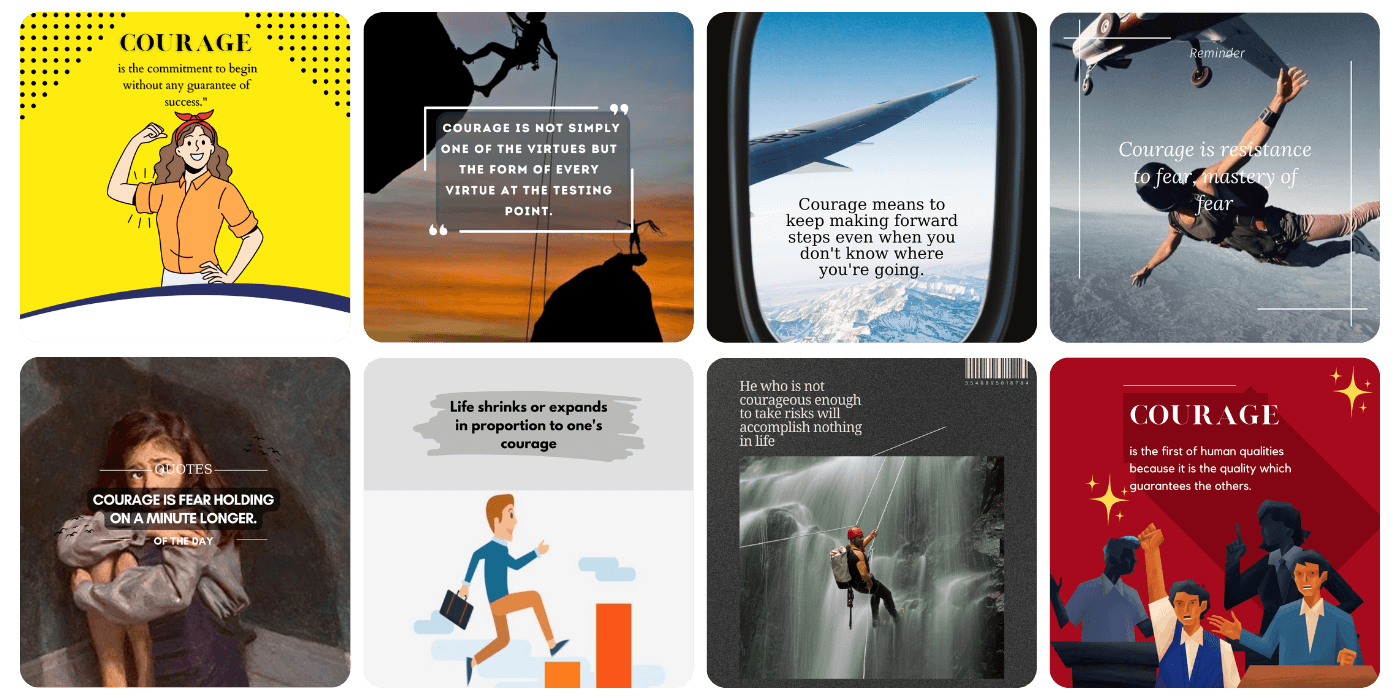 COURAGE
is the commitment to begin
without any guarantee of
success."
COURAGE IS NOT SIMPLY
ONE OF THE VIRTUES BUT
THE FORM OF EVERY
VIRTUE AT THE TESTING
POINT.
Courage means to
keep making forward
steps even when you
don't know where
you're going.
Reminder
Courage is resistance
to fear, mastery of
fear
QUOTES
COURAGE IS FEAR HOLDING
ON A MINUTE LONGER.
OF THE DAY
Life shrinks or expands
in proportion to one's
courage
He who is not
courageous enough
to take risks will
accomplish nothing
in life
COURAGE
is the first of human qualities
because it is the quality which
guarantees the others.